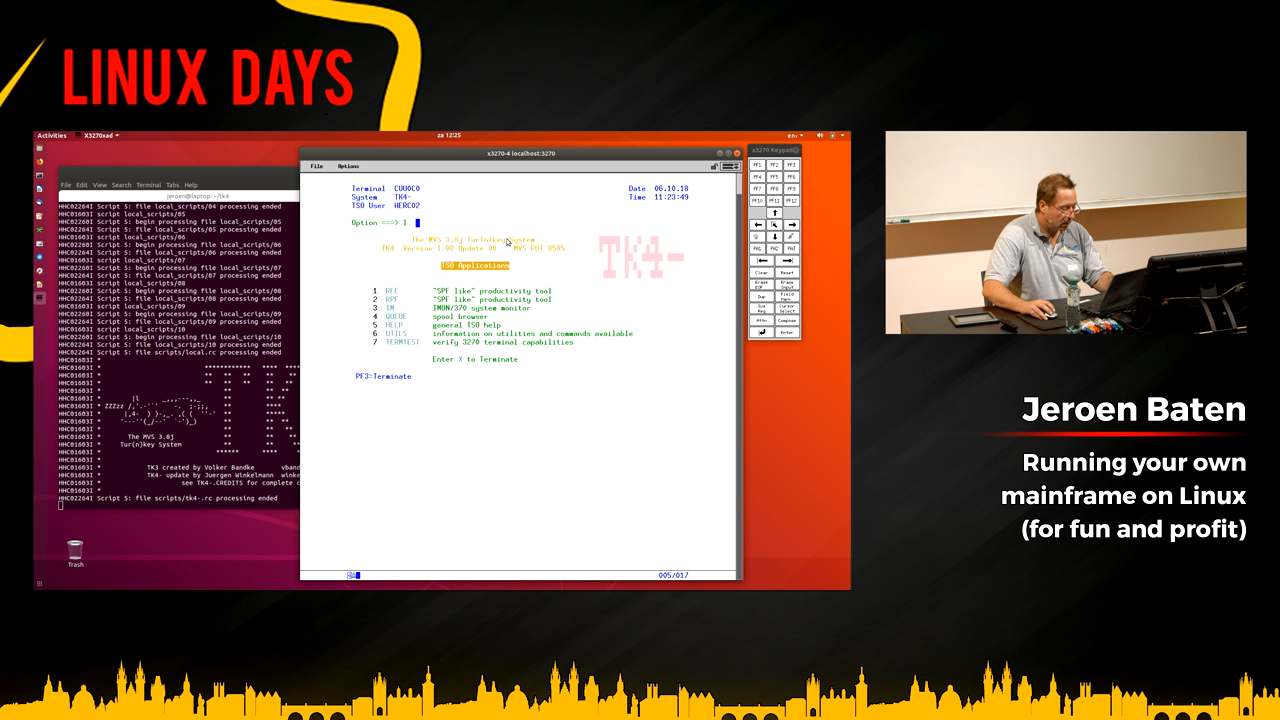 LINUX DAYS
Activities
X3270xad
za 12:25
en
x3270-4 localhost:3270
File Options
x3270 Keypad
File Edit View Search Terminal Tabs Help
jeroen@laptop: ~/tk4
HHC02264I Script 5: file local_scripts/04 processing ended
HHC01603I script local_scripts/05
HHC02260I Script 5: begin processing file local_scripts/05
HHC02264I Script 5: file local_scripts/05 processing ended
HHC01603I script local_scripts/06
HHC02260I Script 5: begin processing file local_scripts/06
HHC02264I Script 5: file local_scripts/06 processing ended
HHC01603I script local_scripts/07
HHC02260I Script 5: begin processing file local_scripts/07
HHC02264I Script 5: file local_scripts/07 processing ended
HHC01603I script local_scripts/08
HHC02260I Script 5: begin processing file local_scripts/08
HHC02264I Script 5: file local_scripts/08 processing ended
HHC01603I script local_scripts/09
HHC02260I Script 5: begin processing file local_scripts/09
HHC02264I Script 5: file local_scripts/09 processing ended
HHC01603I script local_scripts/10
HHC02260I Script 5: begin processing file local_scripts/10
HHC02264I Script 5: file local_scripts/10 processing ended
HHC02264I Script 5: file scripts/local.rc processing ended
The MVS 3.8j
Tur(n)key System
TK3 created by Volker Bandke vband
TK4- update by Juergen Winkelmann winke
see TK4-.CREDITS for complete c
HHC02264I Script 5: file scripts/tk4-.rc processing ended
Trash
Terminal CUU0C0
Date 06.10.18
System TK4-
Time 11:23:49
TSO User HERC02
Option ===> 1
The MVS 3.8j Tur(n)key System
TK4- Version 1.00 Update 08 MVS PUT 8505
TK4-
TSO Applications
1 RFE "SPF like" productivity tool
2 RPF "SPF like" productivity tool
3 IM IMON/370 system monitor
4 QUEUE spool browser
5 HELP general TSO help
6 UTILS information on utilities and commands available
7 TERMTEST verify 3270 terminal capabilities
Enter X to Terminate
PF3=Terminate
005/017
PF1 PF2 PF3
PF4 PF5 PF6
PF7 PF8 PF9
PF10 PF11 PF12
PA1 PA2 PA3
Clear Reset
Erase EOF Erase Input
Dup Field Mark
Sys Req Cursor Select
Attn Compose
Enter
Jeroen Baten
Running your own
mainframe on Linux
(for fun and profit)